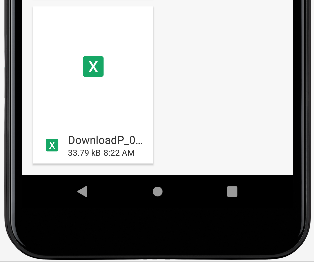 X
X
DownloadP_0...
33.79 kB 8:22 AM